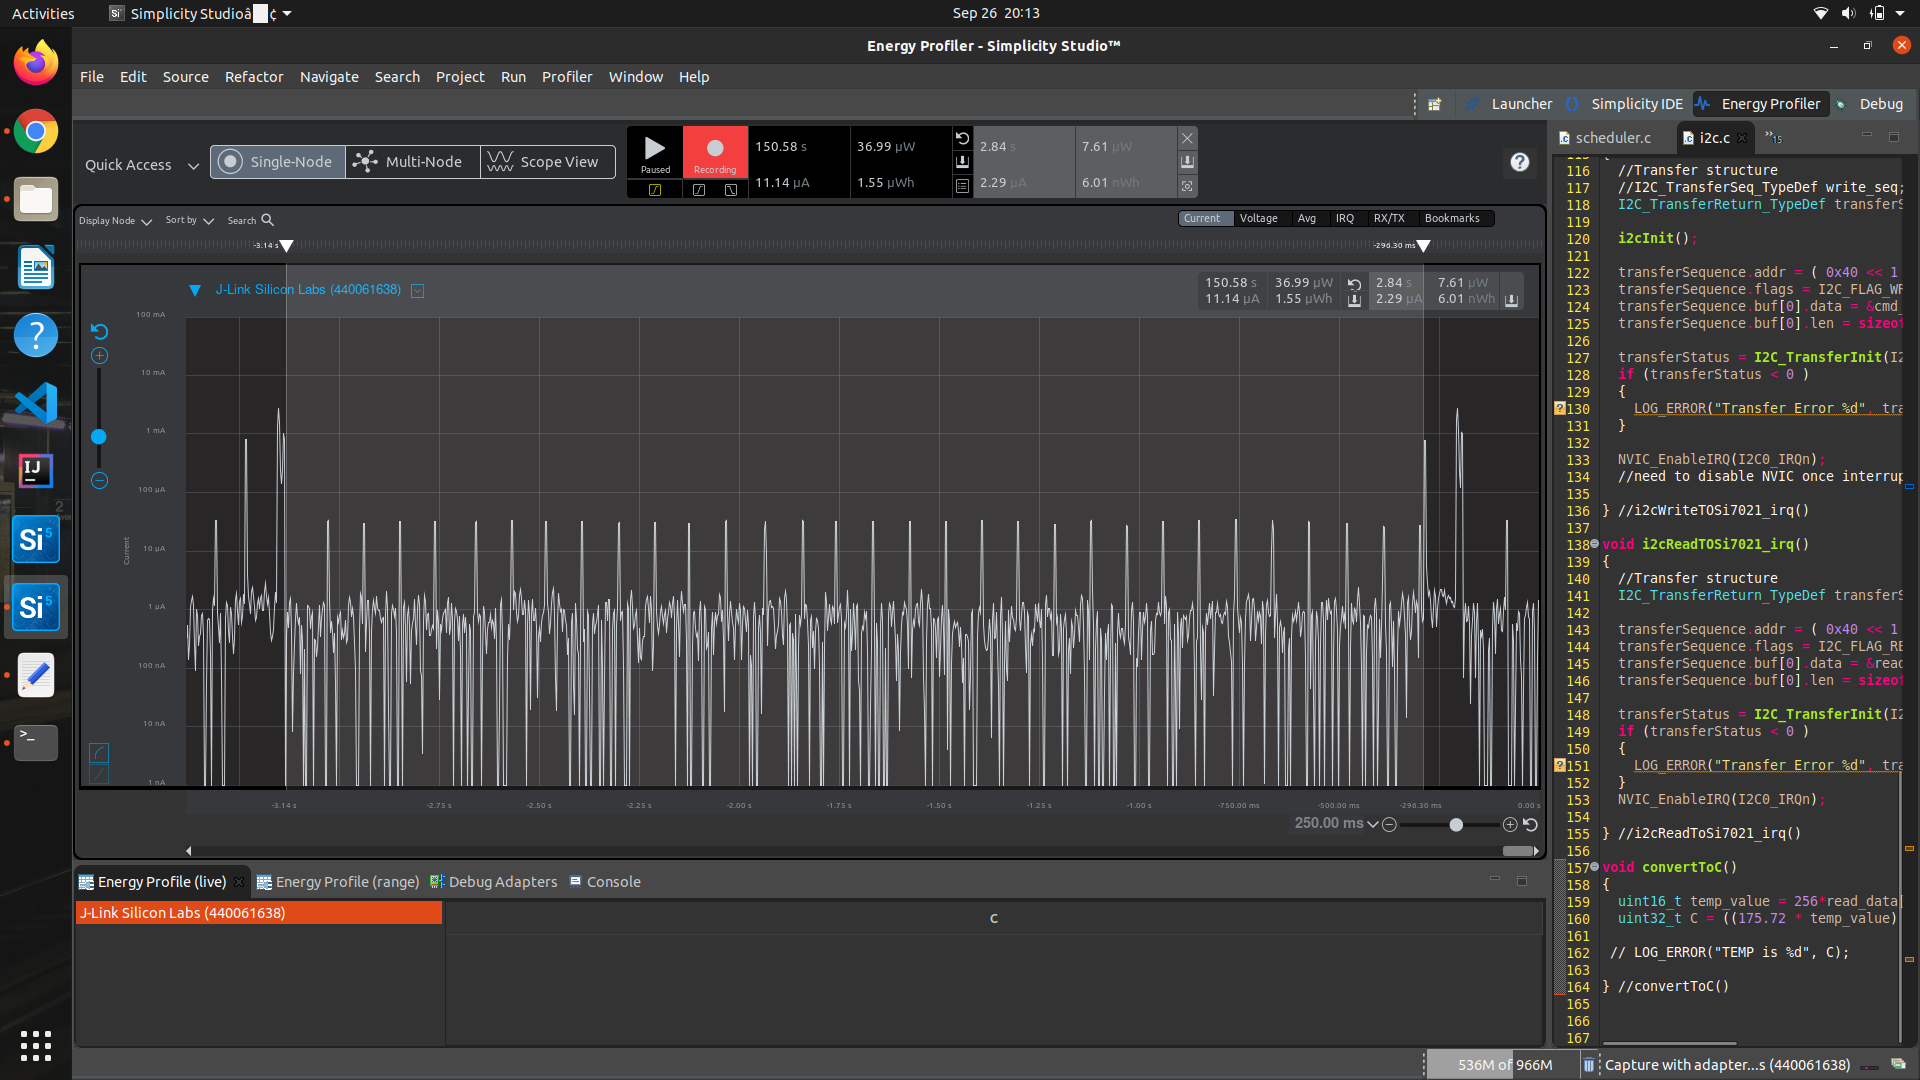 Activities
Simplicity Studioâ ¢
Sep 26 20:13
Energy Profiler - Simplicity Studio™
File Edit Source Refactor Navigate Search Project Run Profiler Window Help
Launcher Simplicity IDE Energy Profiler Debug
Quick Access Single-Node Multi-Node Scope View
Paused Recording
150.58 s 36.99 µW 2.84 s 7.61 µW
11.14 µA 1.55 µWh 2.29 µA 6.01 nWh
Display Node Sort by Search
Current Voltage Avg IRQ RX/TX Bookmarks
-3.14 s -296.30 ms
J-Link Silicon Labs (440061638)
150.58 s 36.99 µW 2.84 s 7.61 µW
11.14 µA 1.55 µWh 2.29 µA 6.01 nWh
100 mA
10 mA
1 mA
100 µA
10 µA
1 µA
100 nA
10 nA
1 nA
Current
-3.14 s -2.75 s -2.50 s -2.25 s -2.00 s -1.75 s -1.50 s -1.25 s -1.00 s -750.00 ms -500.00 ms -296.30 ms 0.00 s
250.00 ms
Energy Profile (live) Energy Profile (range) Debug Adapters Console
J-Link Silicon Labs (440061638)
C
scheduler.c i2c.c »15
116 //Transfer structure
117 //I2C_TransferSeq_TypeDef write_seq;
118 I2C_TransferReturn_TypeDef transferS
119
120 i2cInit();
121
122 transferSequence.addr = ( 0x40 << 1
123 transferSequence.flags = I2C_FLAG_WR
124 transferSequence.buf[0].data = &cmd_
125 transferSequence.buf[0].len = sizeof
126
127 transferStatus = I2C_TransferInit(I2
128 if (transferStatus < 0 )
129 {
130 LOG_ERROR("Transfer Error %d", tra
131 }
132
133 NVIC_EnableIRQ(I2C0_IRQn);
134 //need to disable NVIC once interrup
135
136 } //i2cWriteTOSi7021_irq()
137
138 void i2cReadTOSi7021_irq()
139 {
140 //Transfer structure
141 I2C_TransferReturn_TypeDef transferS
142
143 transferSequence.addr = ( 0x40 << 1
144 transferSequence.flags = I2C_FLAG_RE
145 transferSequence.buf[0].data = &read
146 transferSequence.buf[0].len = sizeof
147
148 transferStatus = I2C_TransferInit(I2
149 if (transferStatus < 0 )
150 {
151 LOG_ERROR("Transfer Error %d", tra
152 }
153 NVIC_EnableIRQ(I2C0_IRQn);
154
155 } //i2cReadToSi7021_irq()
156
157 void convertToC()
158 {
159 uint16_t temp_value = 256*read_data[
160 uint32_t C = ((175.72 * temp_value)
161
162 // LOG_ERROR("TEMP is %d", C);
163
164 } //convertToC()
165
166
167
536M of 966M
Capture with adapter...s (440061638)